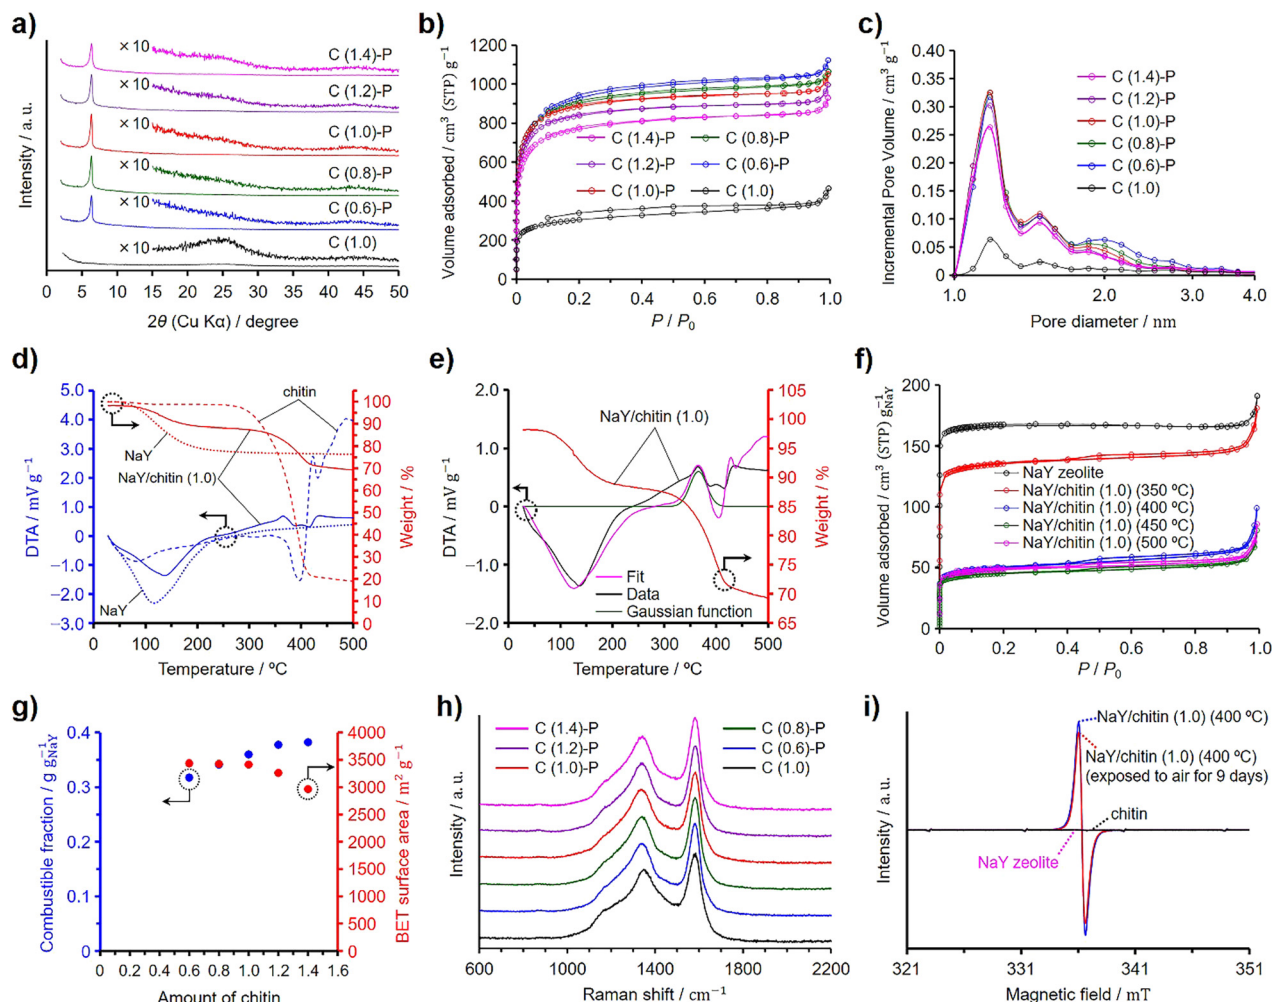 a)
Intensity / a.u.
× 10
C (1.4)-P
× 10
C (1.2)-P
× 10
C (1.0)-P
× 10
C (0.8)-P
× 10
C (0.6)-P
× 10
C (1.0)
0 5 10 15 20 25 30 35 40 45 50
2θ (Cu Kα) / degree
b)
Volume adsorbed / cm³ (STP) g⁻¹
1200
1000
800
600
400
200
0
C (1.4)-P
C (0.8)-P
C (1.2)-P
C (0.6)-P
C (1.0)-P
C (1.0)
0 0.2 0.4 0.6 0.8 1.0
P / P₀
c)
Incremental Pore Volume / cm³ g⁻¹
0.40
0.35
0.30
0.25
0.20
0.15
0.10
0.05
0
C (1.4)-P
C (1.2)-P
C (1.0)-P
C (0.8)-P
C (0.6)-P
C (1.0)
1.0 2.0 3.0 4.0
Pore diameter / nm
d)
DTA / mV g⁻¹
5.0
4.0
3.0
2.0
1.0
0
−1.0
−2.0
−3.0
chitin
NaY
NaY/chitin (1.0)
NaY
100
90
80
70
60
50
40
30
20
10
0
Weight / %
0 100 200 300 400 500
Temperature / ºC
e)
DTA / mV g⁻¹
2.0
1.0
0
−1.0
−2.0
NaY/chitin (1.0)
Fit
Data
Gaussian function
105
100
95
90
85
80
75
70
65
Weight / %
0 100 200 300 400 500
Temperature / ºC
f)
Volume adsorbed / cm³ (STP) g⁻¹NaY
200
150
100
50
0
NaY zeolite
NaY/chitin (1.0) (350 ºC)
NaY/chitin (1.0) (400 ºC)
NaY/chitin (1.0) (450 ºC)
NaY/chitin (1.0) (500 ºC)
0 0.2 0.4 0.6 0.8 1.0
P / P₀
g)
Combustible fraction / g g⁻¹NaY
0.4
0.3
0.2
0.1
0
4000
3500
3000
2500
2000
1500
1000
500
0
BET surface area / m² g⁻¹
0 0.2 0.4 0.6 0.8 1.0 1.2 1.4 1.6
Amount of chitin
h)
Intensity / a.u.
C (1.4)-P
C (0.8)-P
C (1.2)-P
C (0.6)-P
C (1.0)-P
C (1.0)
600 1000 1400 1800 2200
Raman shift / cm⁻¹
i)
Intensity / a.u.
NaY/chitin (1.0) (400 ºC)
NaY/chitin (1.0) (400 ºC)
(exposed to air for 9 days)
chitin
NaY zeolite
321 331 341 351
Magnetic field / mT